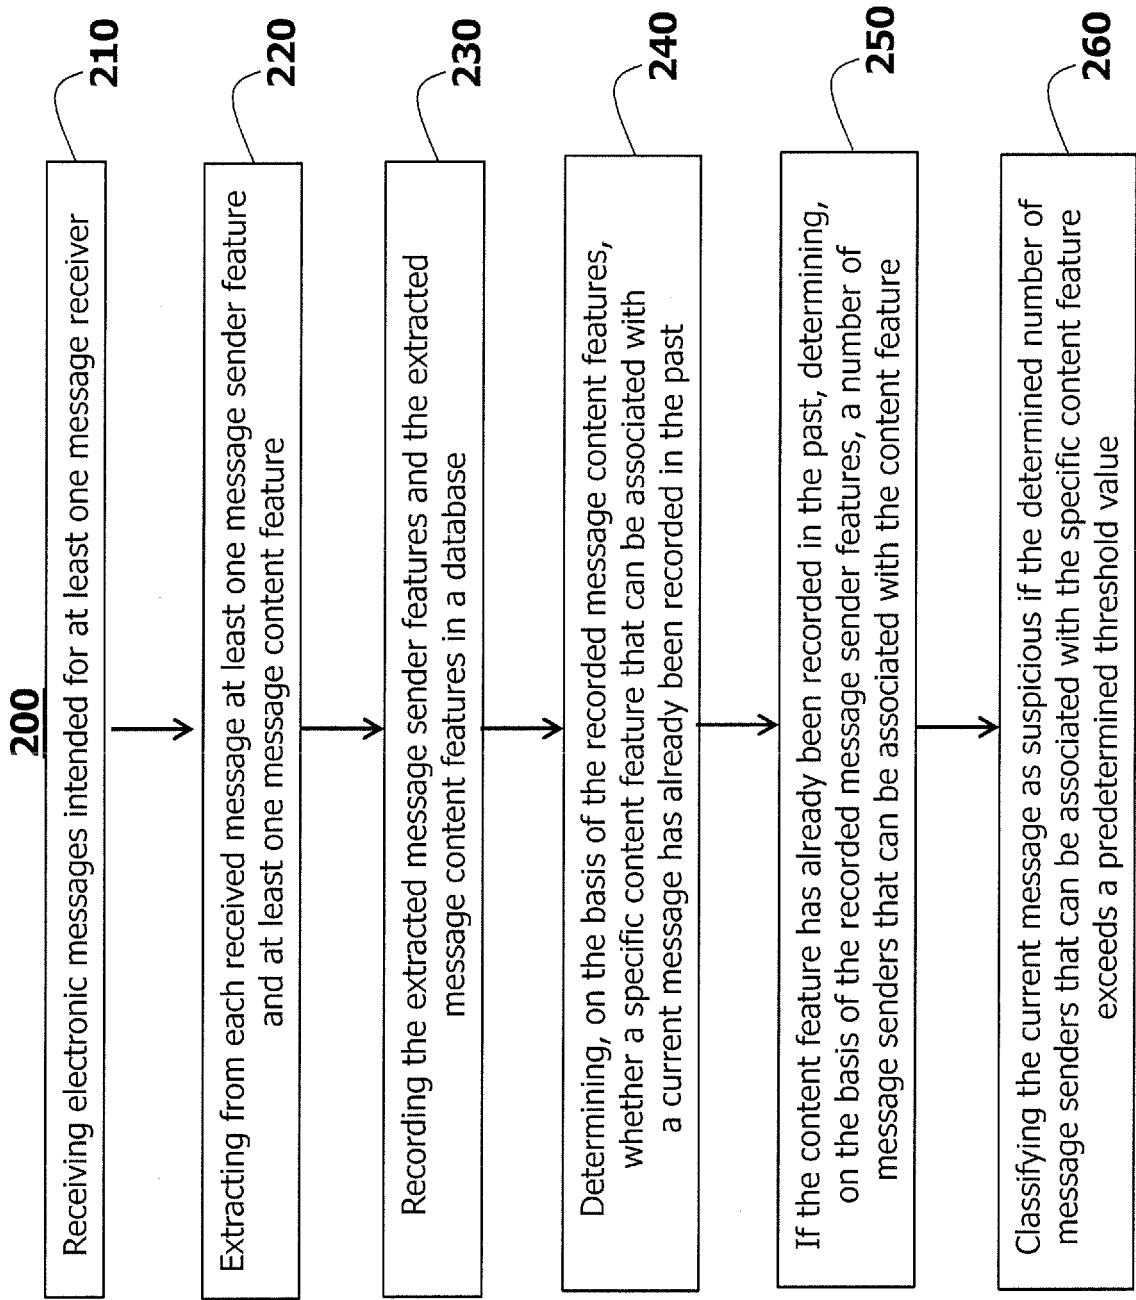 200
Receiving electronic messages intended for at least one message receiver
210
Extracting from each received message at least one message sender feature
and at least one message content feature
220
Recording the extracted message sender features and the extracted
message content features in a database
230
Determining, on the basis of the recorded message content features,
whether a specific content feature that can be associated with
a current message has already been recorded in the past
240
If the content feature has already been recorded in the past, determining,
on the basis of the recorded message sender features, a number of
message senders that can be associated with the content feature
250
Classifying the current message as suspicious if the determined number of
message senders that can be associated with the specific content feature
exceeds a predetermined threshold value
260